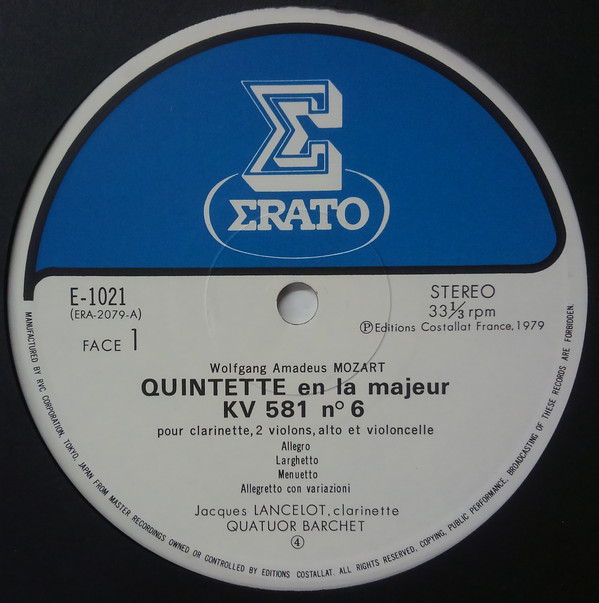 ΣRATO
E-1021
(ERA-2079-A)
FACE 1
STEREO
33⅓ rpm
Ⓟ Editions Costallat France, 1979
Wolfgang Amadeus MOZART
QUINTETTE en la majeur
KV 581 nº 6
pour clarinette, 2 violons, alto et violoncelle
Allegro
Larghetto
Menuetto
Allegretto con variazioni
Jacques LANCELOT, clarinette
QUATUOR BARCHET
④
MANUFACTURED BY RVC CORPORATION, TOKYO, JAPAN FROM MASTER RECORDINGS OWNED OR CONTROLLED BY EDITIONS COSTALLAT. ALL RIGHTS RESERVED, COPYING, PUBLIC PERFORMANCE, BROADCASTING OF THESE RECORDS ARE FORBIDDEN.